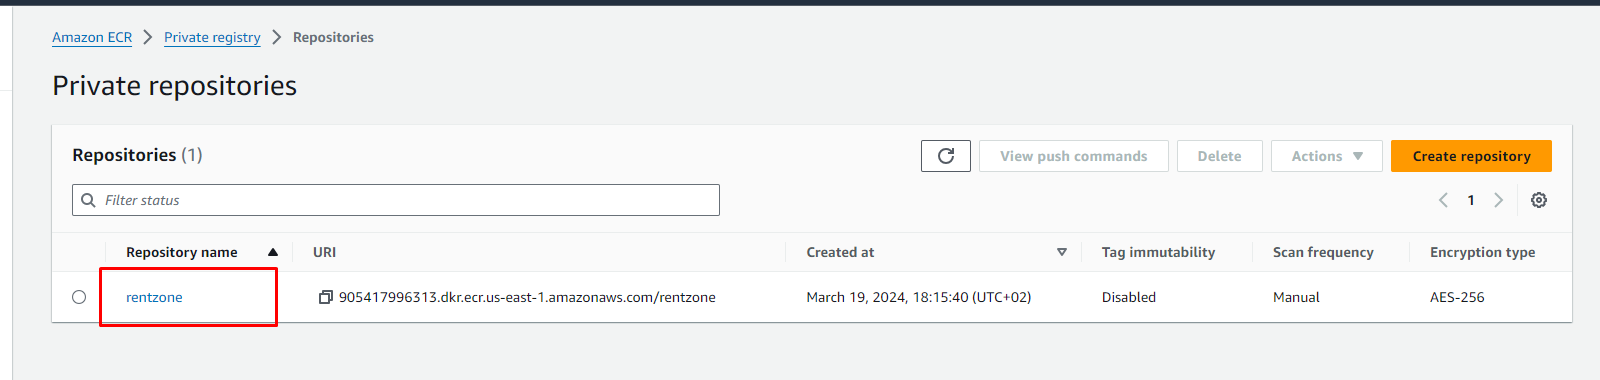 Amazon ECR > Private registry > Repositories
Private repositories
Repositories (1)
View push commands Delete Actions Create repository
Filter status
1
Repository name URI Created at Tag immutability Scan frequency Encryption type
rentzone 905417996313.dkr.ecr.us-east-1.amazonaws.com/rentzone March 19, 2024, 18:15:40 (UTC+02) Disabled Manual AES-256